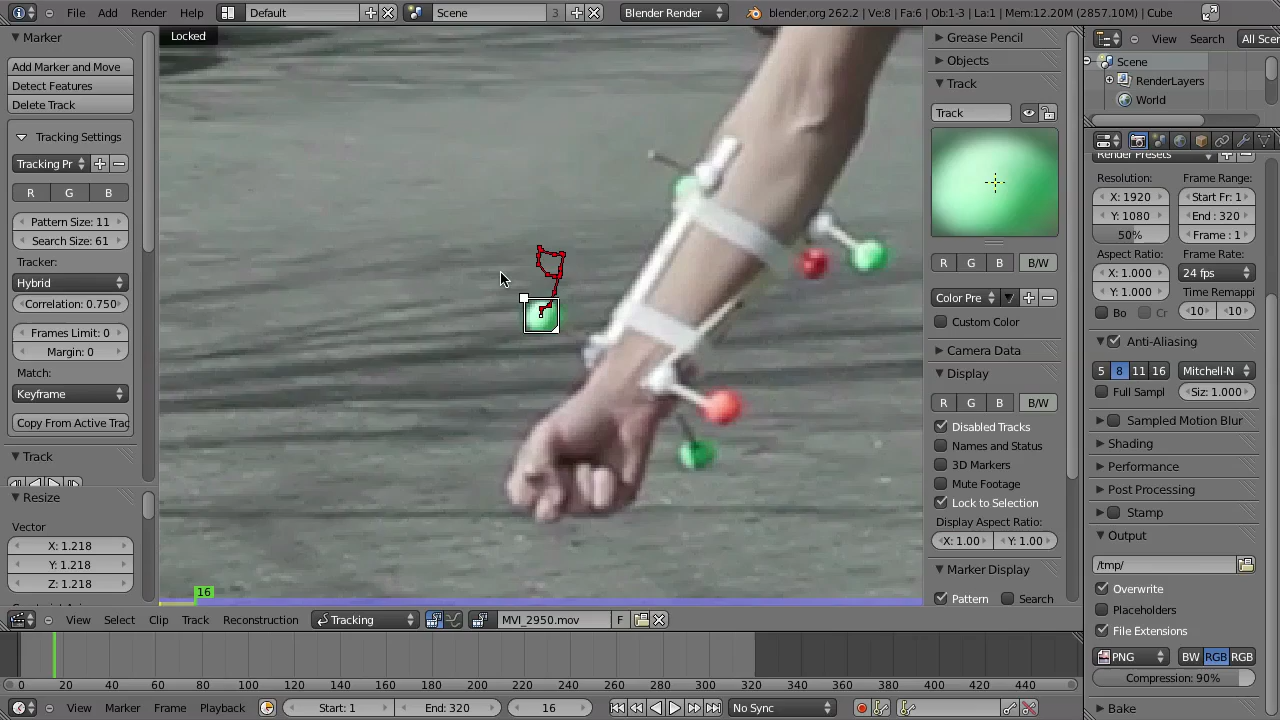 File Add Render Help Default Scene 3 Blender Render blender.org 262.2 | Ve:8 | Fa:6 | Ob:1-3 | La:1 | Mem:12.20M (2857.10M) | Cube
Marker
Add Marker and Move
Detect Features
Delete Track
Tracking Settings
Tracking Pr
R G B
Pattern Size: 11
Search Size: 61
Tracker:
Hybrid
Correlation: 0.750
Frames Limit: 0
Margin: 0
Match:
Keyframe
Copy From Active Trac
Track
Resize
Vector
X: 1.218
Y: 1.218
Z: 1.218
Locked
16
Grease Pencil
Objects
Track
Track
R G B B/W
Color Pre
Custom Color
Camera Data
Display
R G B B/W
Disabled Tracks
Names and Status
3D Markers
Mute Footage
Lock to Selection
Display Aspect Ratio:
X: 1.00 Y: 1.00
Marker Display
Pattern Search
View Search All Scer
Scene
RenderLayers
World
Render Presets
Resolution: Frame Range:
X: 1920 Start Fr: 1
Y: 1080 End : 320
50% Frame : 1
Aspect Ratio: Frame Rate:
X: 1.000 24 fps
Y: 1.000 Time Remappi
Bo Cr 10 10
Anti-Aliasing
5 8 11 16 Mitchell-N
Full Sampl Siz: 1.000
Sampled Motion Blur
Shading
Performance
Post Processing
Stamp
Output
/tmp/
Overwrite
Placeholders
File Extensions
PNG BW RGB RGB
Compression: 90%
Bake
View Select Clip Track Reconstruction Tracking MVI_2950.mov F
0 20 40 60 80 100 120 140 160 180 200 220 240 260 280 300 320 340 360 380 400 420 440
View Marker Frame Playback Start: 1 End: 320 16 No Sync